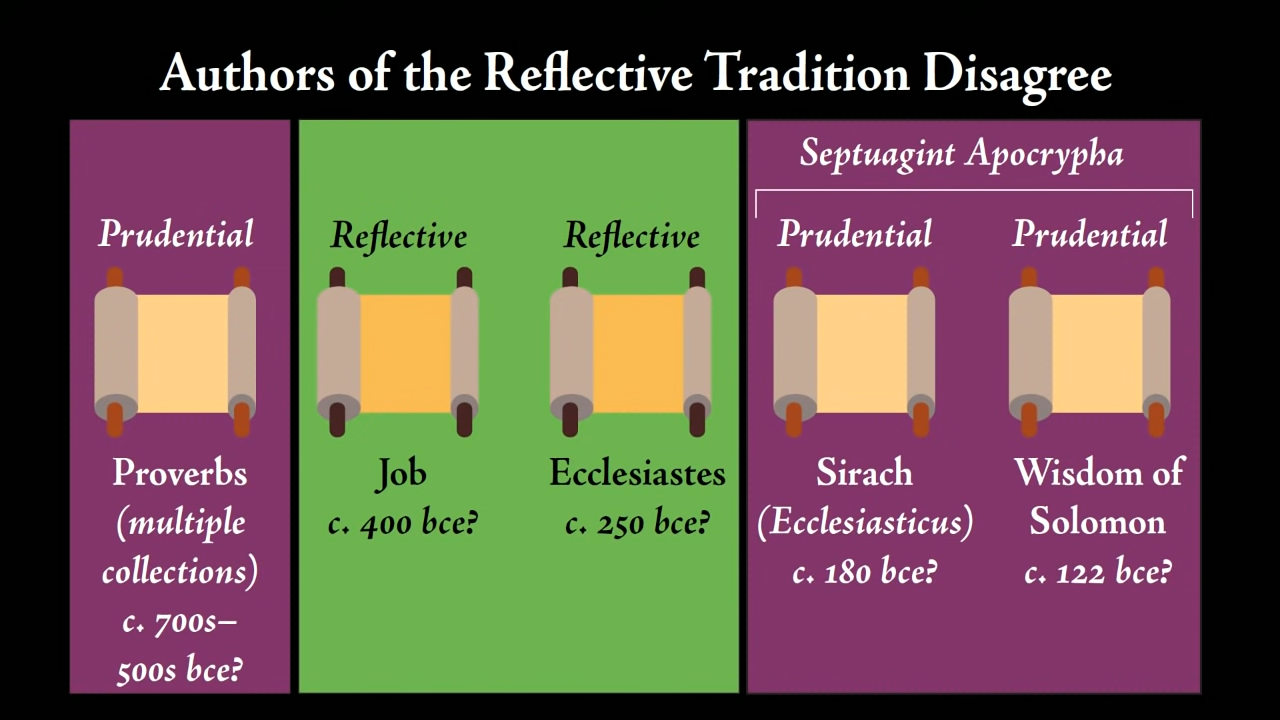 Authors of the Reflective Tradition Disagree
Prudential
Proverbs
(multiple
collections)
c. 700s–
500s bce?
Reflective
Job
c. 400 bce?
Reflective
Ecclesiastes
c. 250 bce?
Septuagint Apocrypha
Prudential
Sirach
(Ecclesiasticus)
c. 180 bce?
Prudential
Wisdom of
Solomon
c. 122 bce?